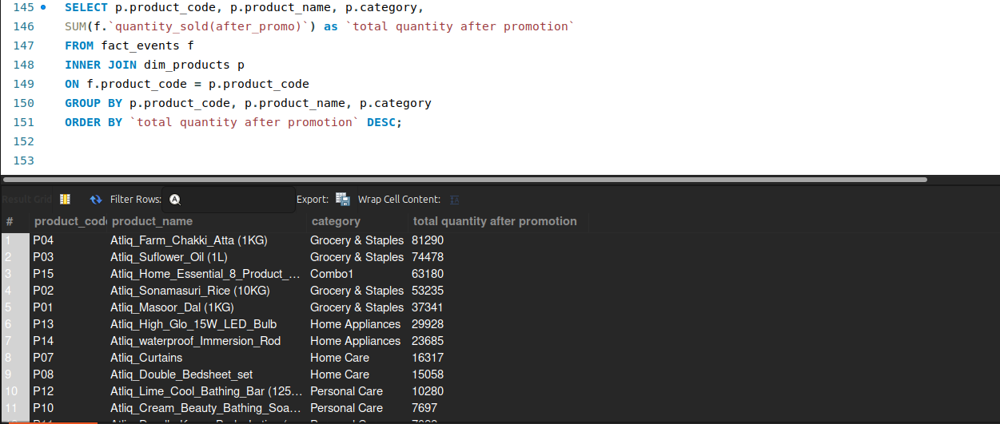 145 SELECT p.product_code, p.product_name, p.category,
146 SUM(f.`quantity_sold(after_promo)`) as `total quantity after promotion`
147 FROM fact_events f
148 INNER JOIN dim_products p
149 ON f.product_code = p.product_code
150 GROUP BY p.product_code, p.product_name, p.category
151 ORDER BY `total quantity after promotion` DESC;
152
153
Result Grid Filter Rows: Export: Wrap Cell Content:
# product_code product_name category total quantity after promotion
1 P04 Atliq_Farm_Chakki_Atta (1KG) Grocery & Staples 81290
2 P03 Atliq_Suflower_Oil (1L) Grocery & Staples 74478
3 P15 Atliq_Home_Essential_8_Product_... Combo1 63180
4 P02 Atliq_Sonamasuri_Rice (10KG) Grocery & Staples 53235
5 P01 Atliq_Masoor_Dal (1KG) Grocery & Staples 37341
6 P13 Atliq_High_Glo_15W_LED_Bulb Home Appliances 29928
7 P14 Atliq_waterproof_Immersion_Rod Home Appliances 23685
8 P07 Atliq_Curtains Home Care 16317
9 P08 Atliq_Double_Bedsheet_set Home Care 15058
10 P12 Atliq_Lime_Cool_Bathing_Bar (125... Personal Care 10280
11 P10 Atliq_Cream_Beauty_Bathing_Soa... Personal Care 7697